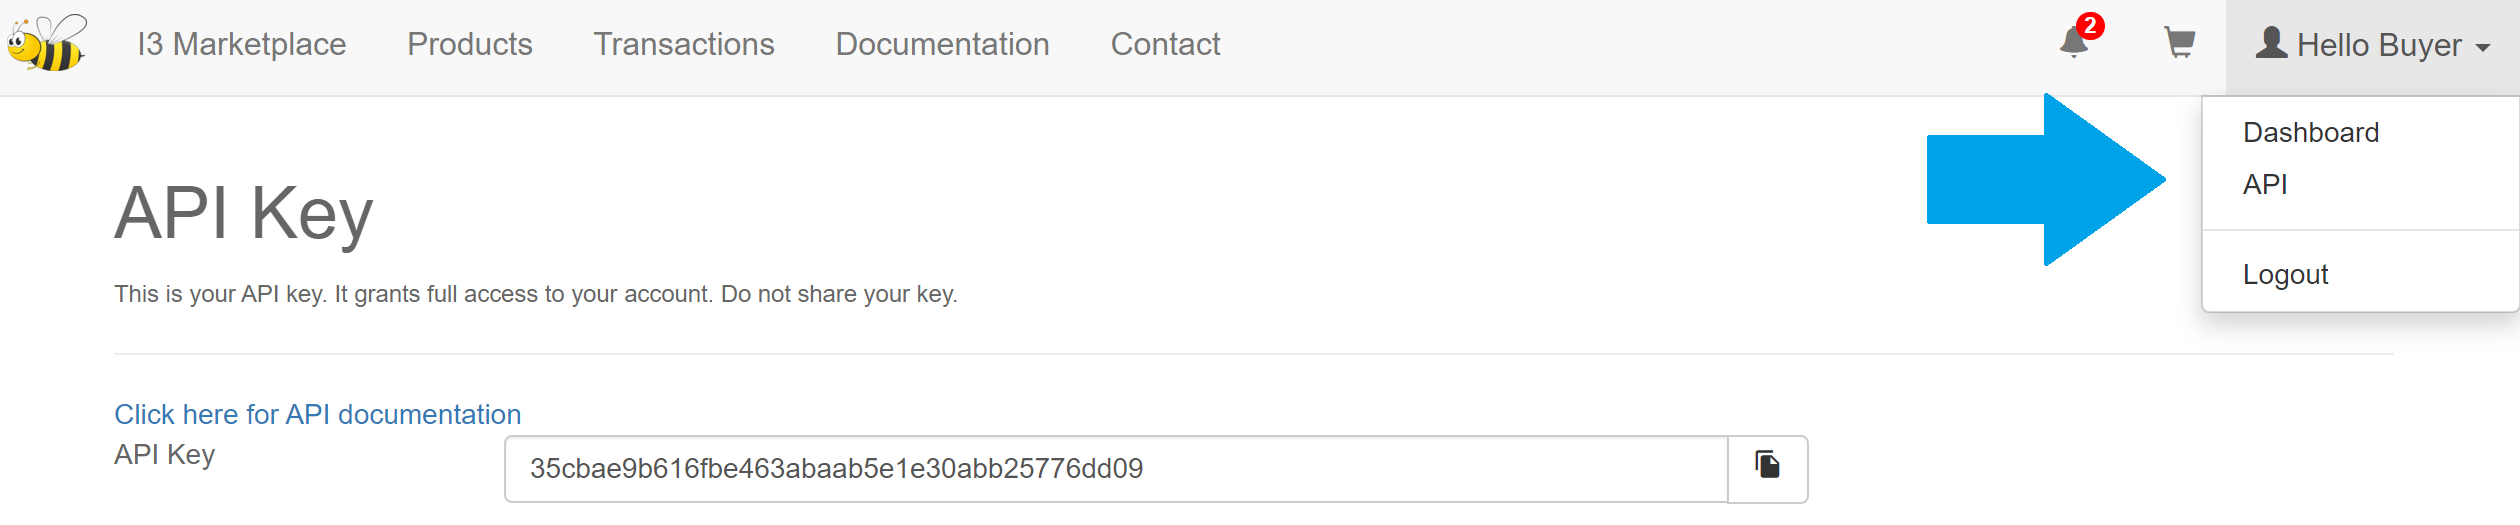 I3 Marketplace Products Transactions Documentation Contact 2 Hello Buyer
Dashboard
API
Logout
API Key
This is your API key. It grants full access to your account. Do not share your key.
Click here for API documentation
API Key
35cbae9b616fbe463abaab5e1e30abb25776dd09